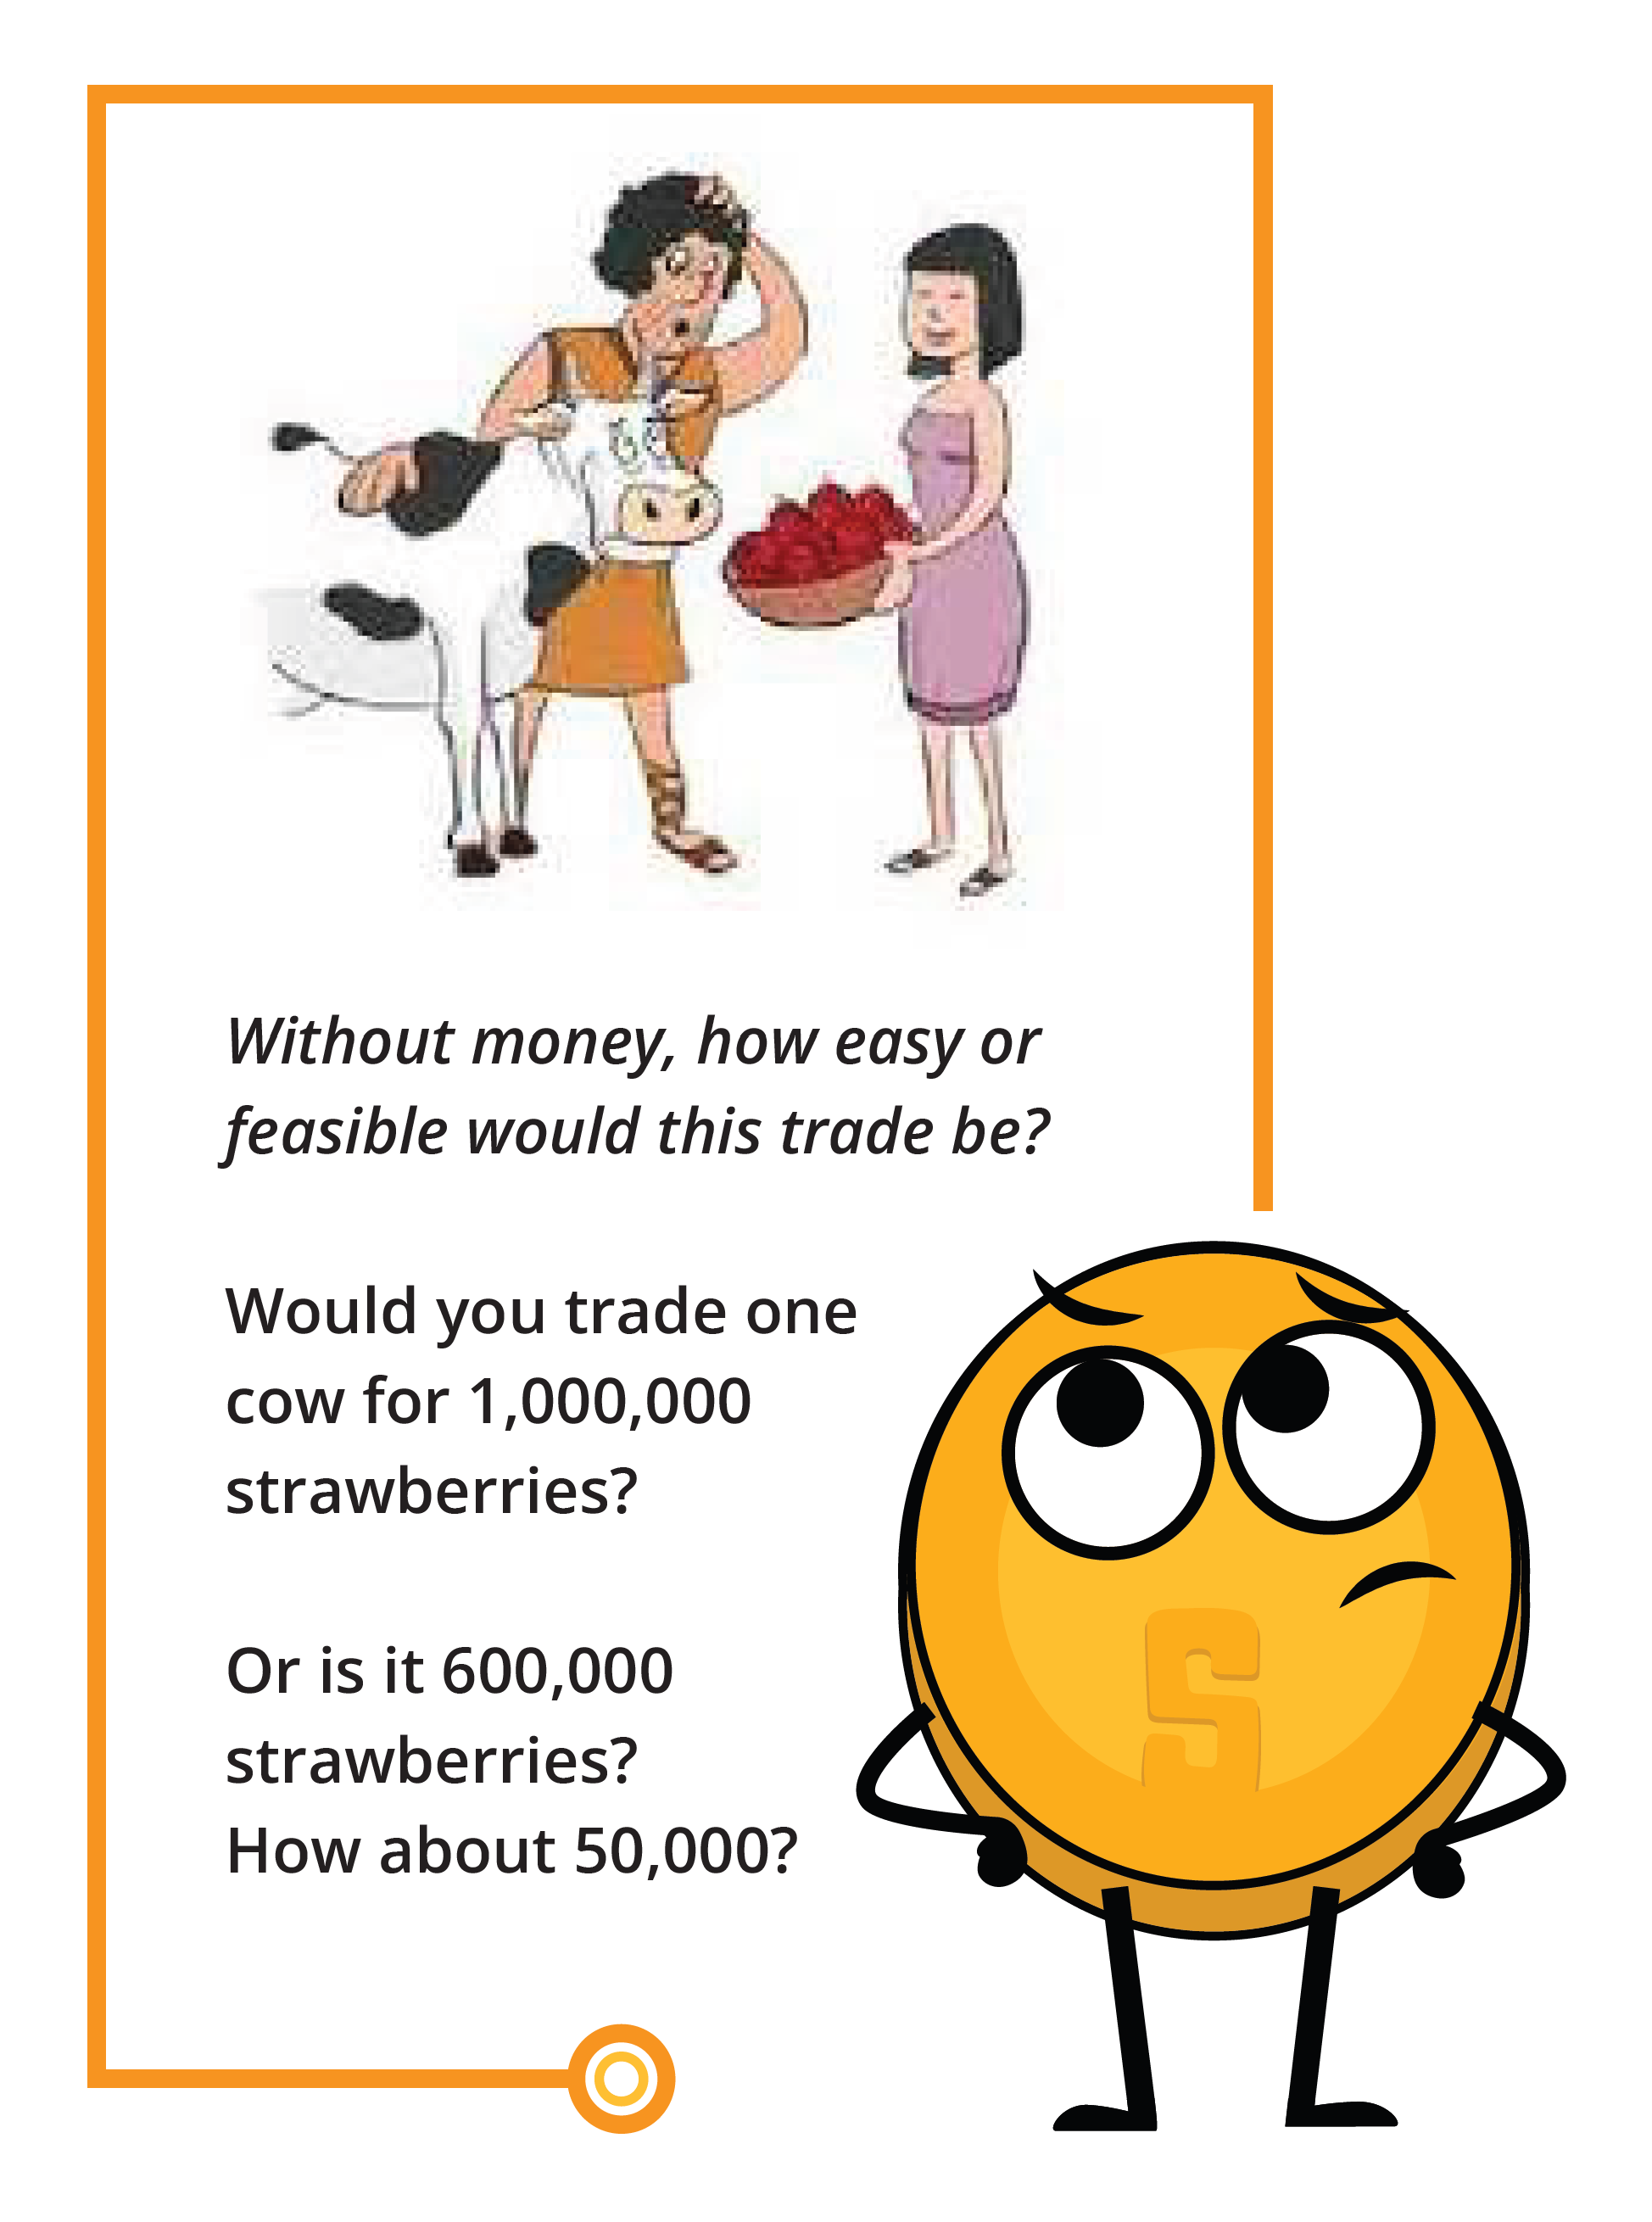 Without money, how easy or
feasible would this trade be?
Would you trade one
cow for 1,000,000
strawberries?
Or is it 600,000
strawberries?
How about 50,000?
S